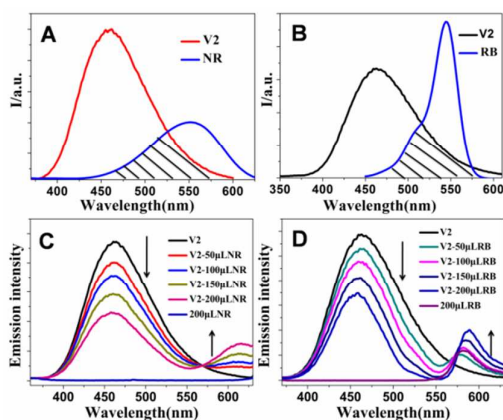 A
V2
NR
I/a.u.
400 450 500 550 600
Wavelength(nm)
B
V2
RB
I/a.u.
350 400 450 500 550 600
Wavelength(nm)
C
V2
V2-50μLNR
V2-100μLNR
V2-150μLNR
V2-200μLNR
200μLNR
Emission intensity
400 450 500 550 600
Wavelength(nm)
D
V2
V2-50μLRB
V2-100μLRB
V2-150μLRB
V2-200μLRB
200μLRB
Emission intensity
400 450 500 550 600
Wavelength(nm)